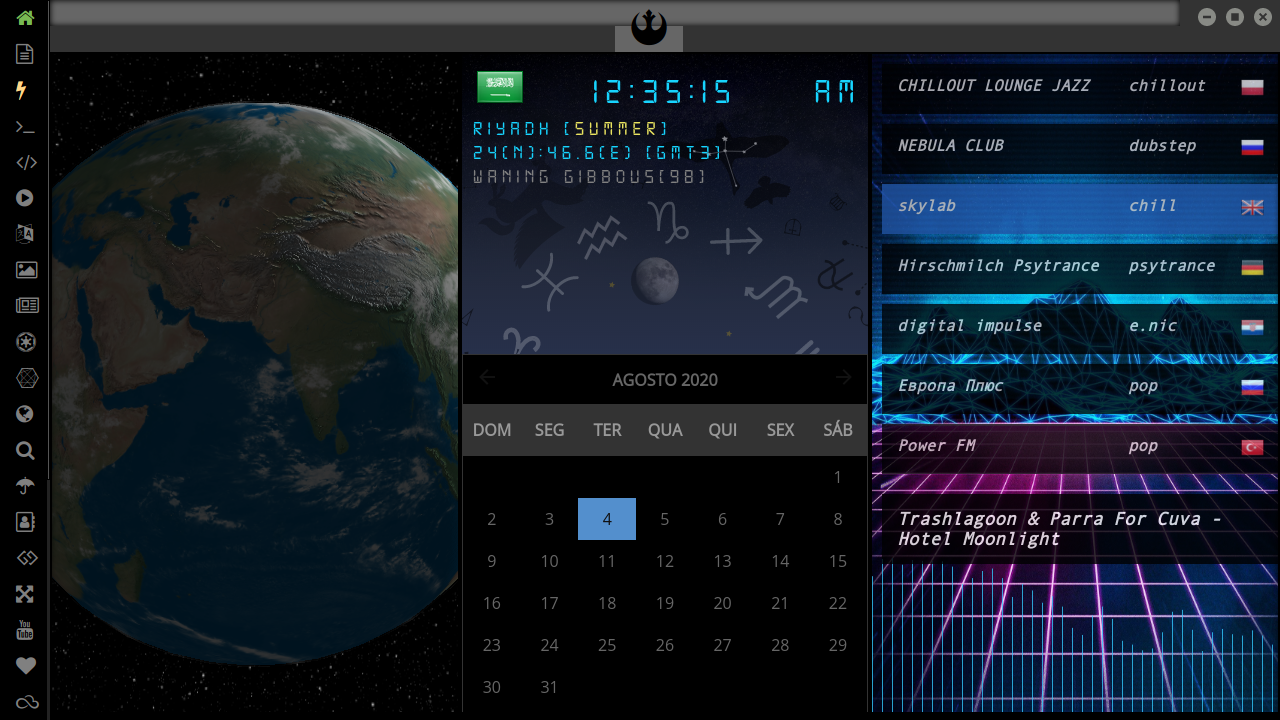 12:35:15 AM
RIYADH (SUMMER)
24(N):46.6(E) (GMT3)
WANING GIBBOUS(98)
AGOSTO 2020
DOM SEG TER QUA QUI SEX SÁB
1
2 3 4 5 6 7 8
9 10 11 12 13 14 15
16 17 18 19 20 21 22
23 24 25 26 27 28 29
30 31
CHILLOUT LOUNGE JAZZ chillout
NEBULA CLUB dubstep
skylab chill
Hirschmilch Psytrance psytrance
digital impulse e.nic
Европа Плюс pop
Power FM pop
Trashlagoon & Parra For Cuva -
Hotel Moonlight
You
Tube